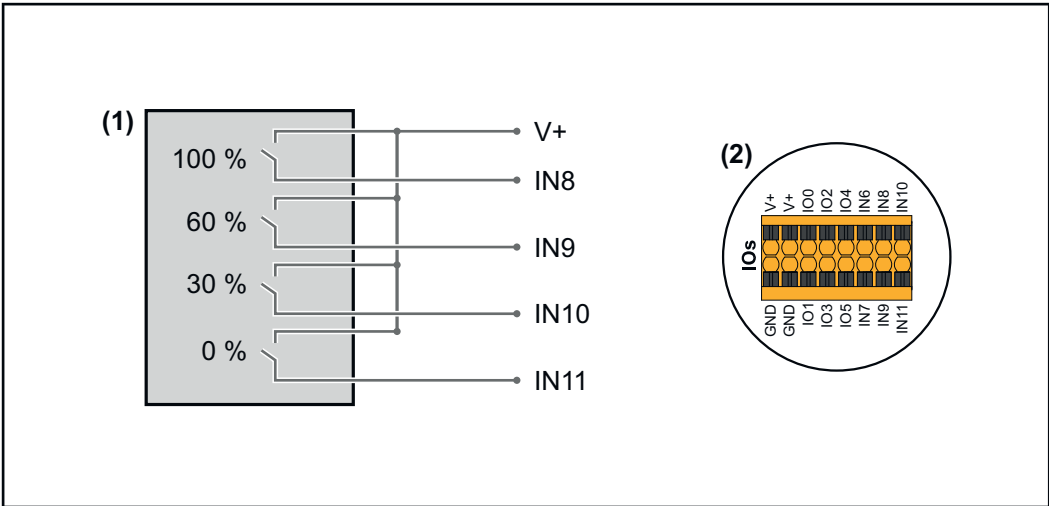 (1)
100 %
60 %
30 %
0 %
V+
IN8
IN9
IN10
IN11
(2)
IOs
V+ V+ IO0 IO2 IO4 IN6 IN8 IN10
GND GND IO1 IO3 IO5 IN7 IN9 IN11